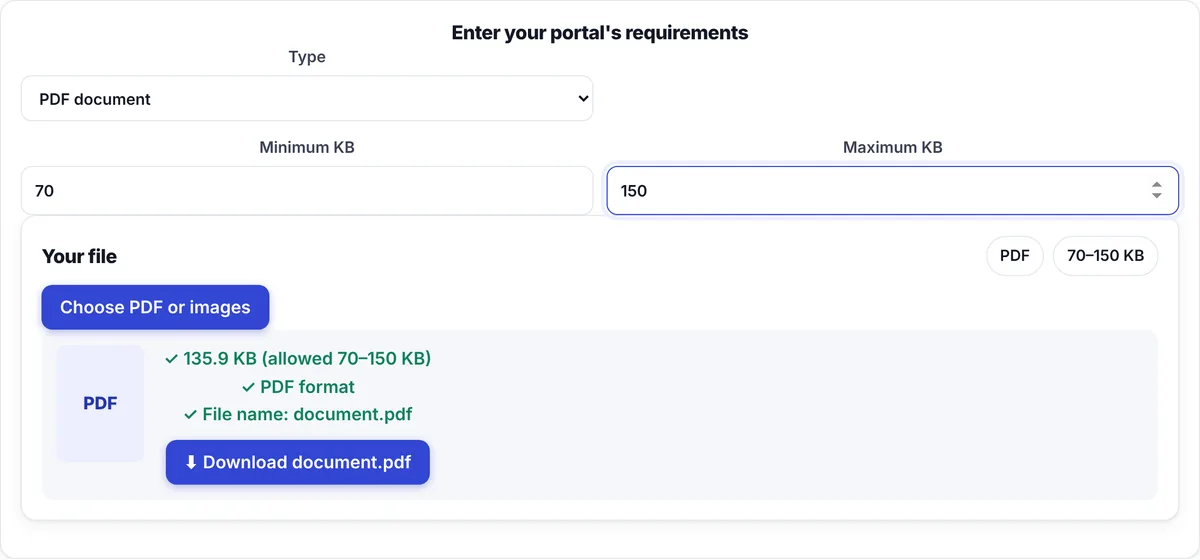 Enter your portal's requirements
Type
PDF document
Minimum KB
Maximum KB
70
150
Your file
PDF
70–150 KB
Choose PDF or images
PDF
✓ 135.9 KB (allowed 70–150 KB)
✓ PDF format
✓ File name: document.pdf
⬇ Download document.pdf